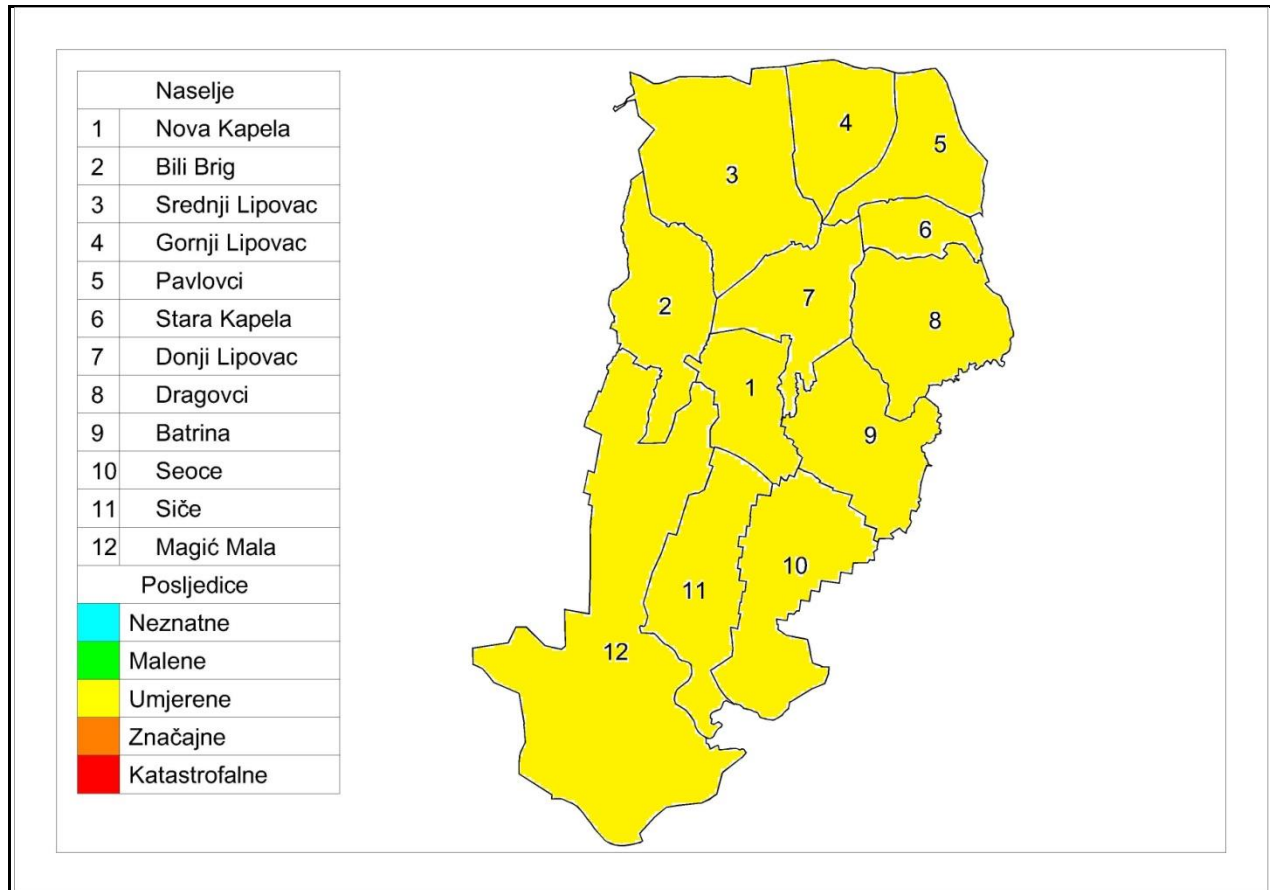 Naselje
1 Nova Kapela
2 Bili Brig
3 Srednji Lipovac
4 Gornji Lipovac
5 Pavlovci
6 Stara Kapela
7 Donji Lipovac
8 Dragovci
9 Batrina
10 Seoce
11 Siče
12 Magić Mala
Posljedice
Neznatne
Malene
Umjerene
Značajne
Katastrofalne
4
5
3
6
2
7
8
1
9
10
11
12